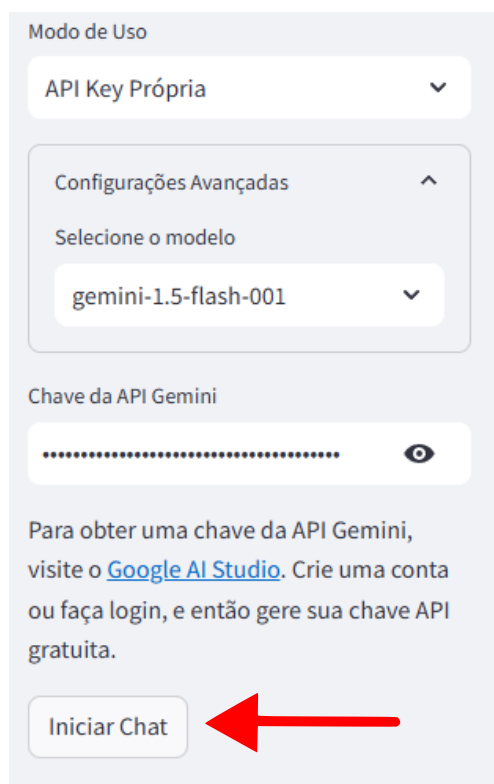 Modo de Uso
API Key Própria
Configurações Avançadas
Selecione o modelo
gemini-1.5-flash-001
Chave da API Gemini
•••••••••••••••••••••••••••••••••••••••
Para obter uma chave da API Gemini,
visite o Google AI Studio. Crie uma conta
ou faça login, e então gere sua chave API
gratuita.
Iniciar Chat